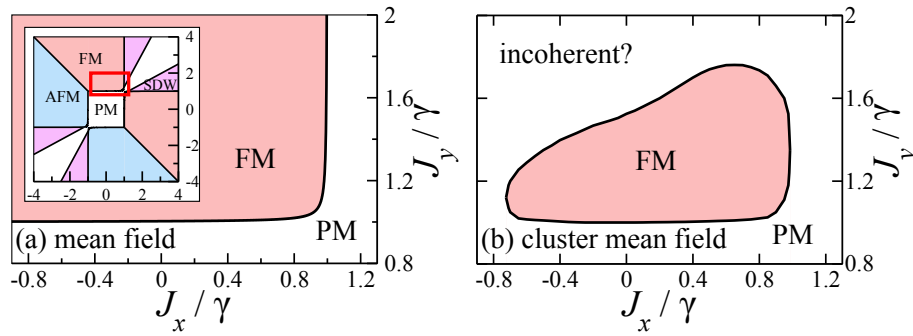 FM
AFM
SDW
PM
4
2
0
-2
-4
-4 -2 0 2 4
FM
(a) mean field
PM
2
1.6
1.2
0.8
J_y / γ
-0.8 -0.4 0 0.4 0.8 1.2
J_x / γ
incoherent?
FM
(b) cluster mean field
PM
2
1.6
1.2
0.8
J_y / γ
-0.8 -0.4 0 0.4 0.8 1.2
J_x / γ